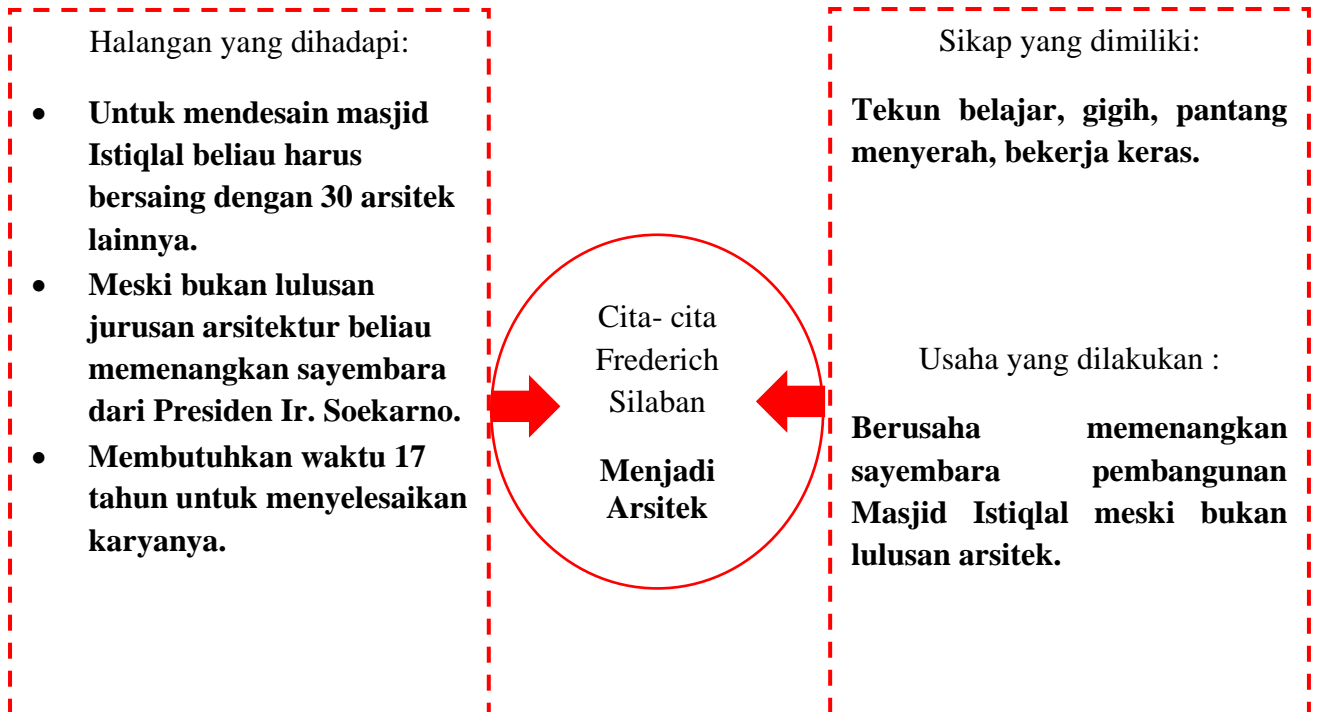 Halangan yang dihadapi:
• Untuk mendesain masjid
Istiqlal beliau harus
bersaing dengan 30 arsitek
lainnya.
• Meski bukan lulusan
jurusan arsitektur beliau
memenangkan sayembara
dari Presiden Ir. Soekarno.
• Membutuhkan waktu 17
tahun untuk menyelesaikan
karyanya.
Cita- cita
Frederich
Silaban
Menjadi
Arsitek
Sikap yang dimiliki:
Tekun belajar, gigih, pantang
menyerah, bekerja keras.
Usaha yang dilakukan :
Berusaha memenangkan
sayembara pembangunan
Masjid Istiqlal meski bukan
lulusan arsitek.